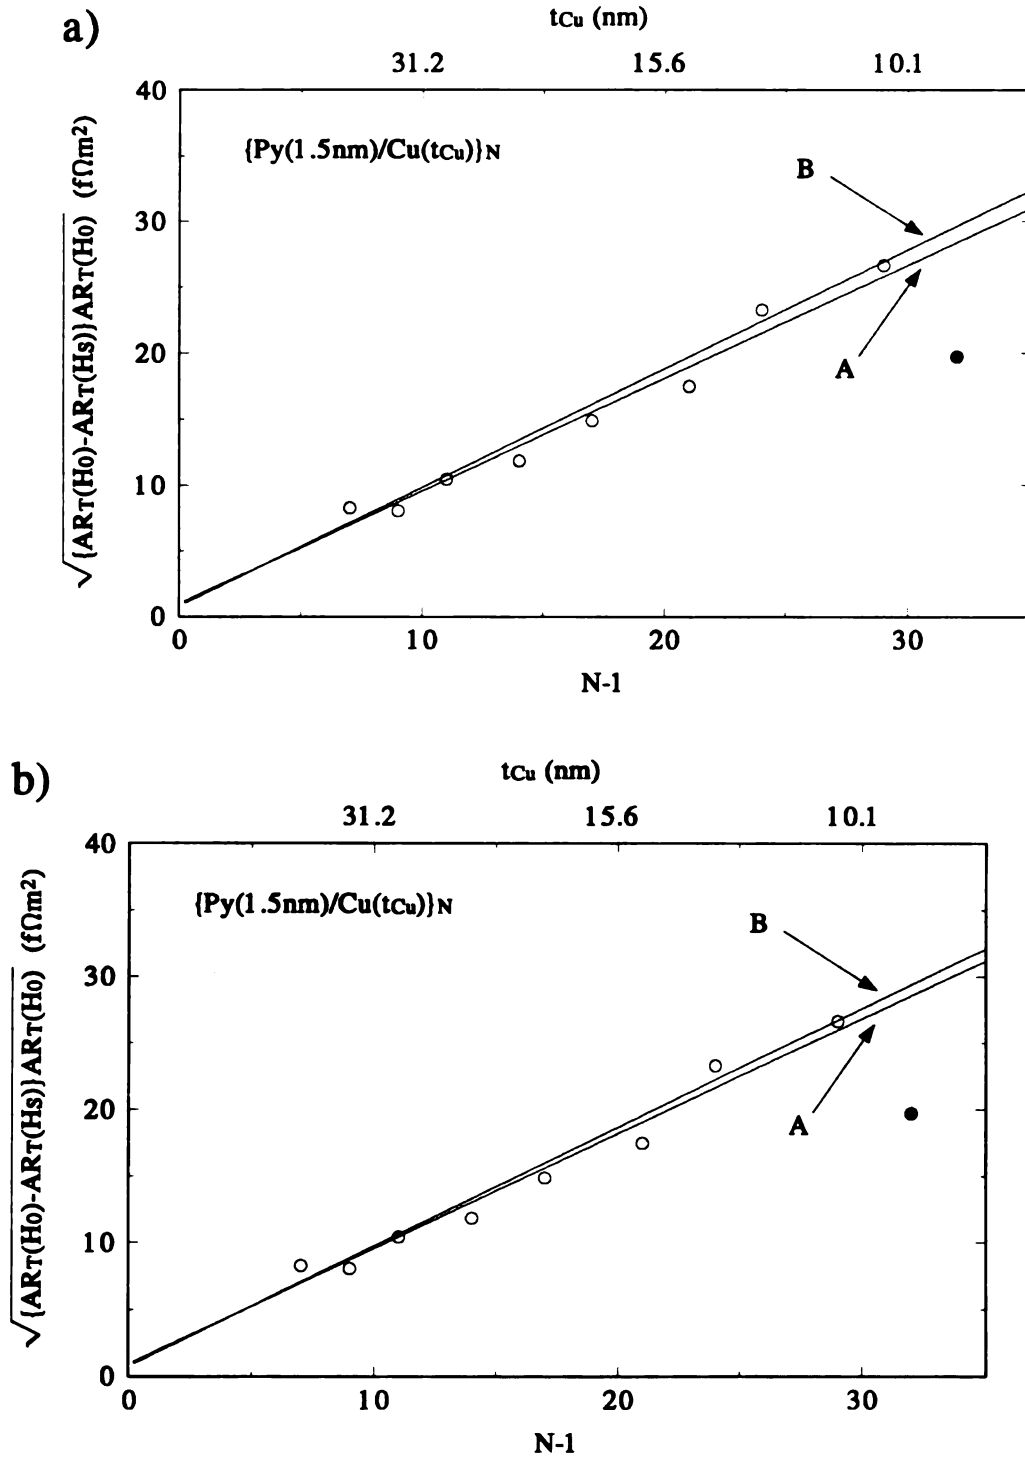 a)
tCu (nm)
31.2 15.6 10.1
40
{Py(1.5nm)/Cu(tCu)}N
B
30
20
A
10
0
0 10 20 30
N-1
√{ART(H0)-ART(Hs)}ART(H0) (fΩm2)
b)
tCu (nm)
31.2 15.6 10.1
40
{Py(1.5nm)/Cu(tCu)}N
B
30
20
A
10
0
0 10 20 30
N-1
√{ART(H0)-ART(Hs)}ART(H0) (fΩm2)